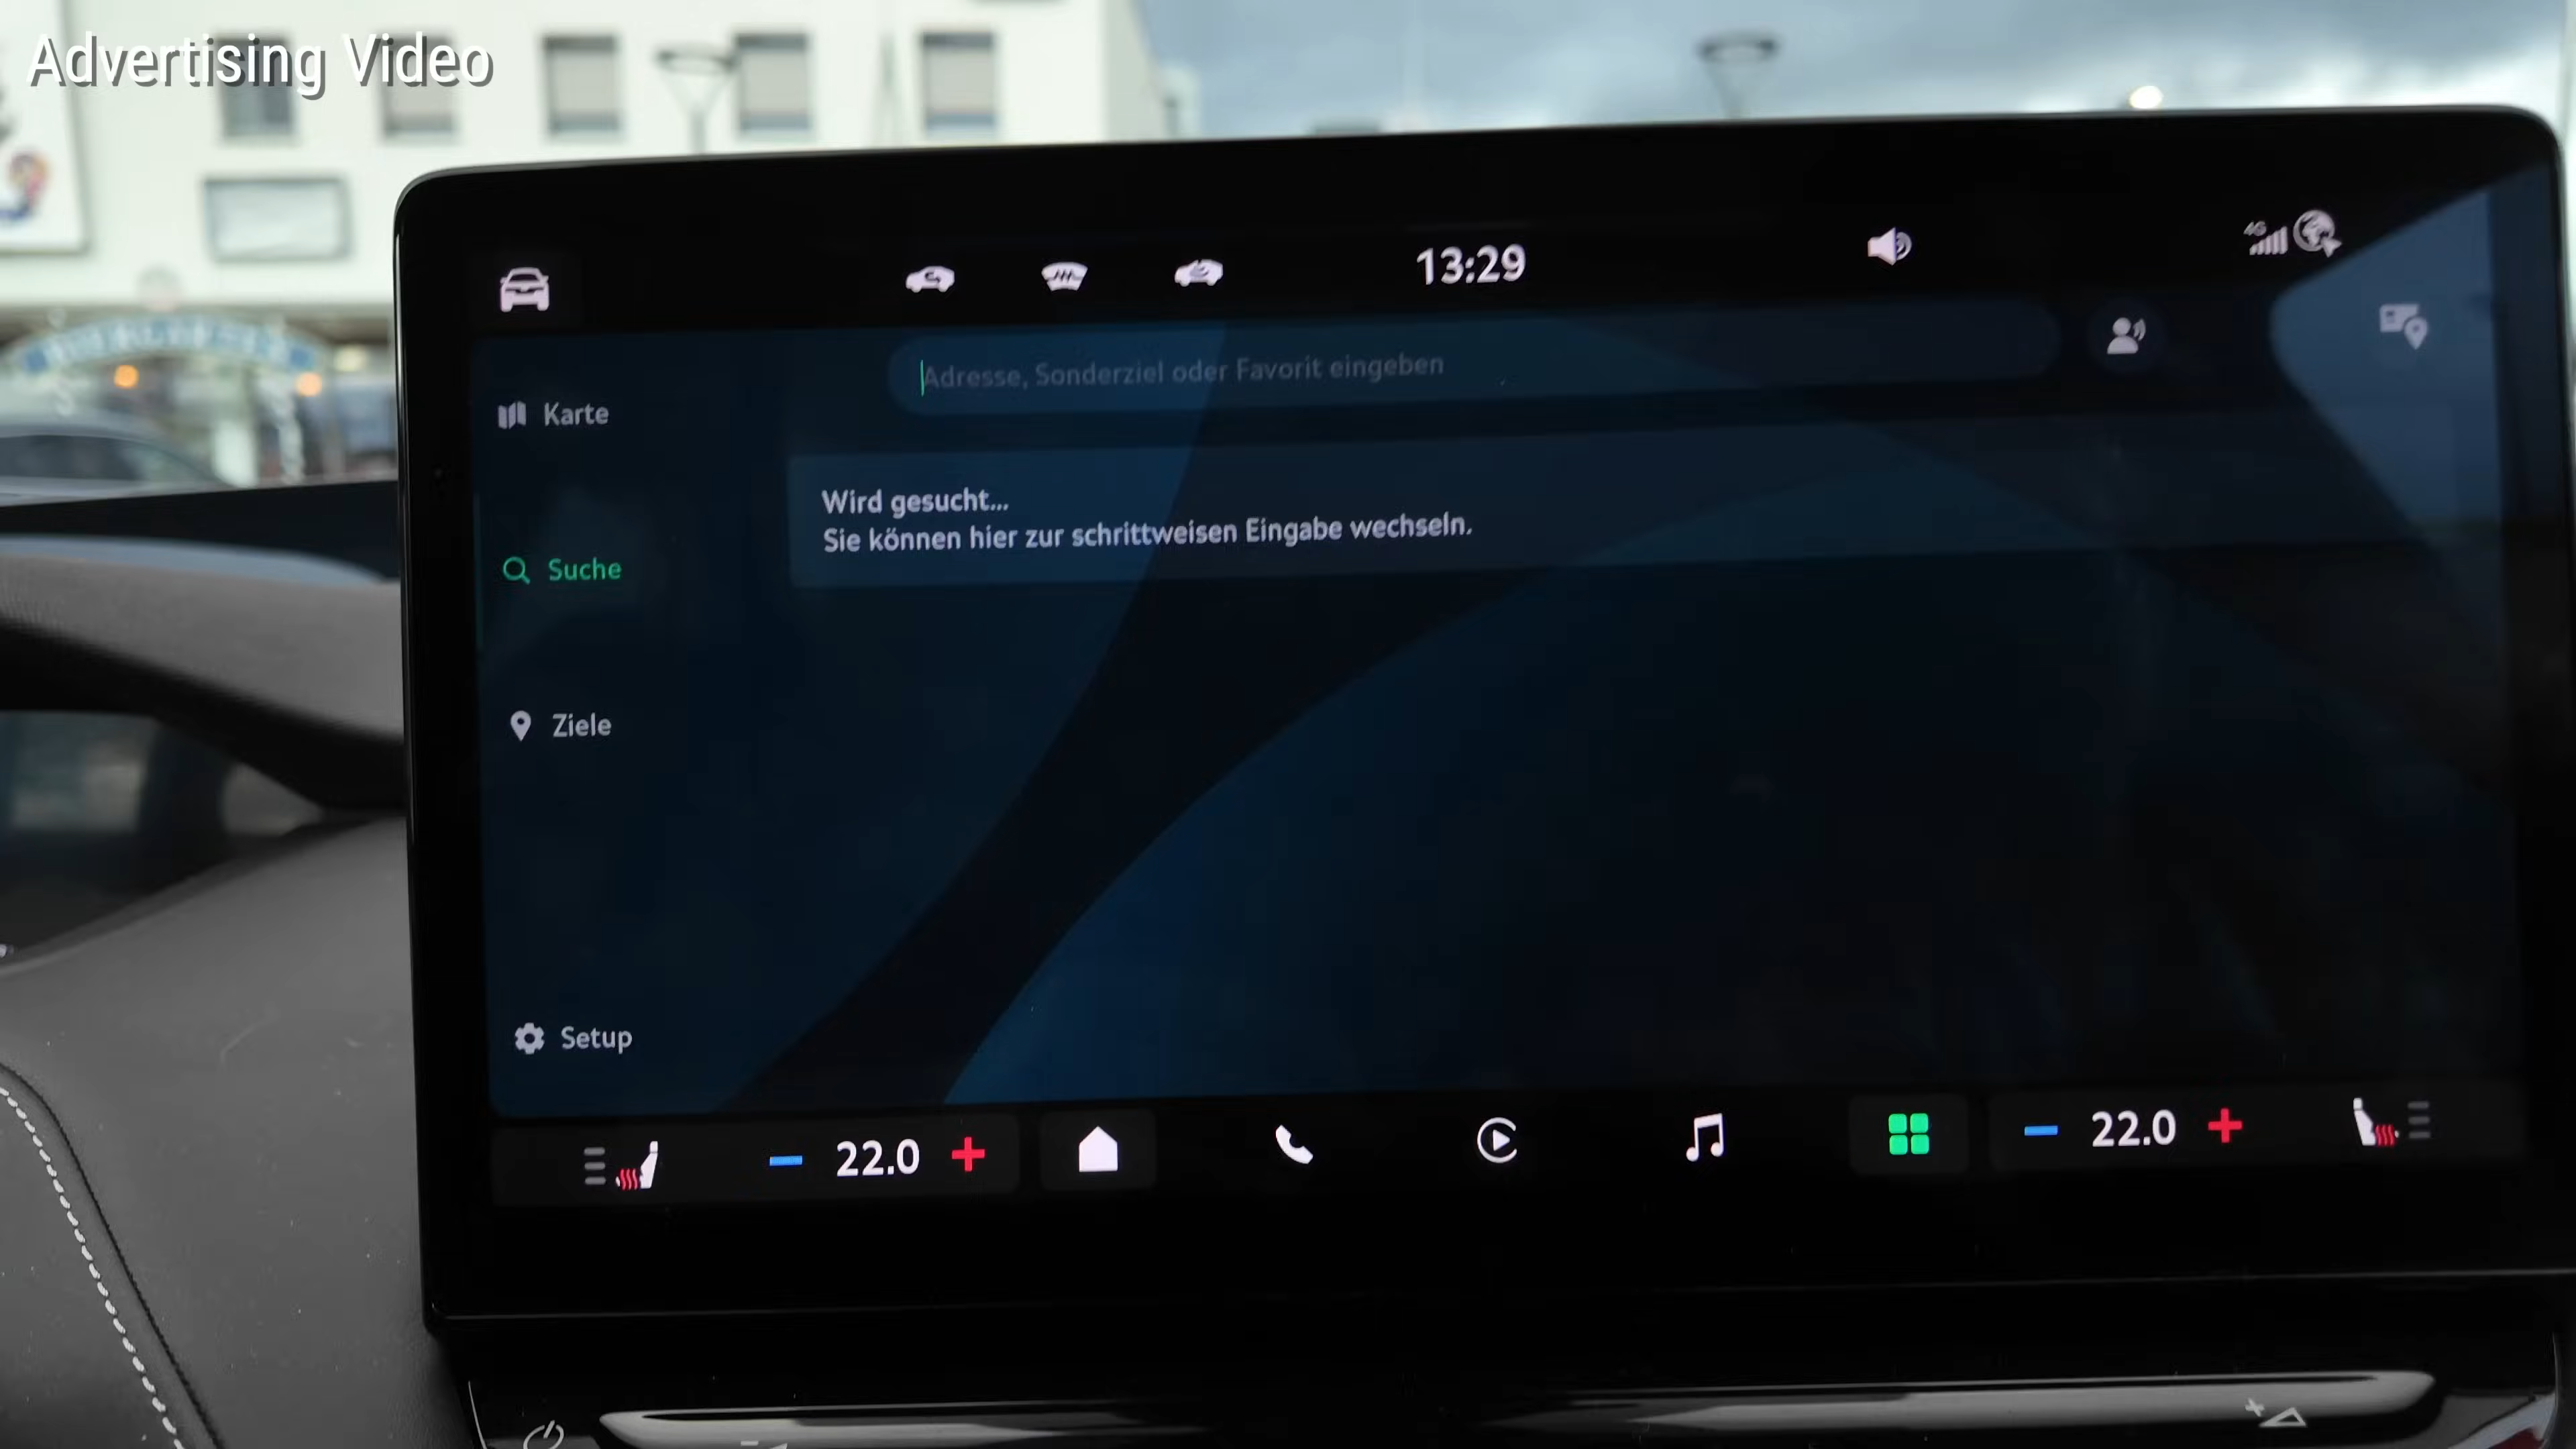 Advertising Video
13:29
4G
Adresse, Sonderziel oder Favorit eingeben
Karte
Wird gesucht...
Sie können hier zur schrittweisen Eingabe wechseln.
Suche
Ziele
Setup
22.0
22.0